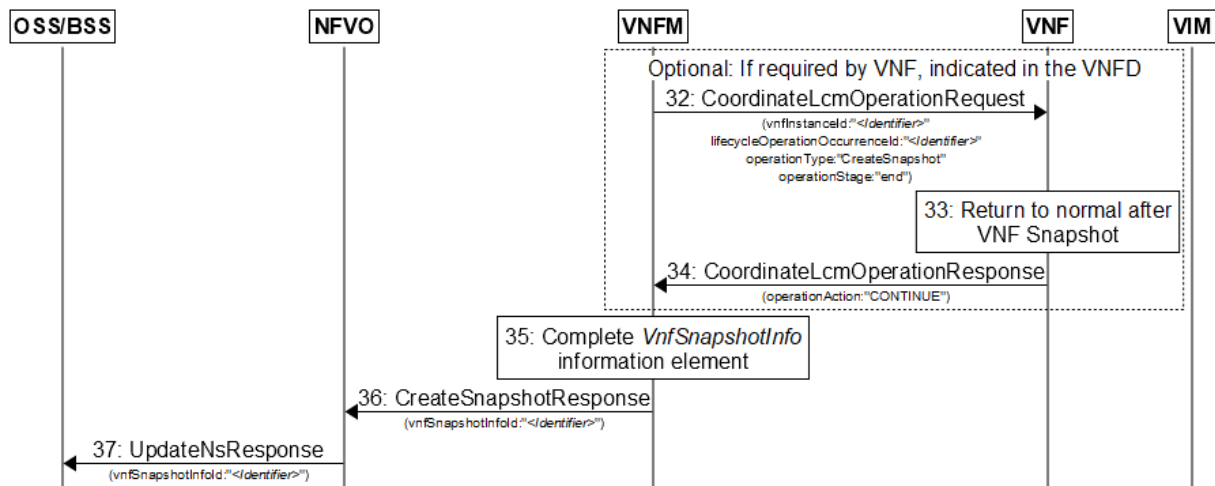 OSS/BSS NFVO VNFM VNF VIM
Optional: If required by VNF, indicated in the VNFD
32: CoordinateLcmOperationRequest
(vnfInstanceId:"<Identifier>"
lifecycleOperationOccurrenceId:"<Identifier>"
operationType:"CreateSnapshot"
operationStage:"end")
33: Return to normal after
VNF Snapshot
34: CoordinateLcmOperationResponse
(operationAction:"CONTINUE")
35: Complete VnfSnapshotInfo
information element
36: CreateSnapshotResponse
(vnfSnapshotInfoId:"<Identifier>")
37: UpdateNsResponse
(vnfSnapshotInfoId:"<Identifier>")